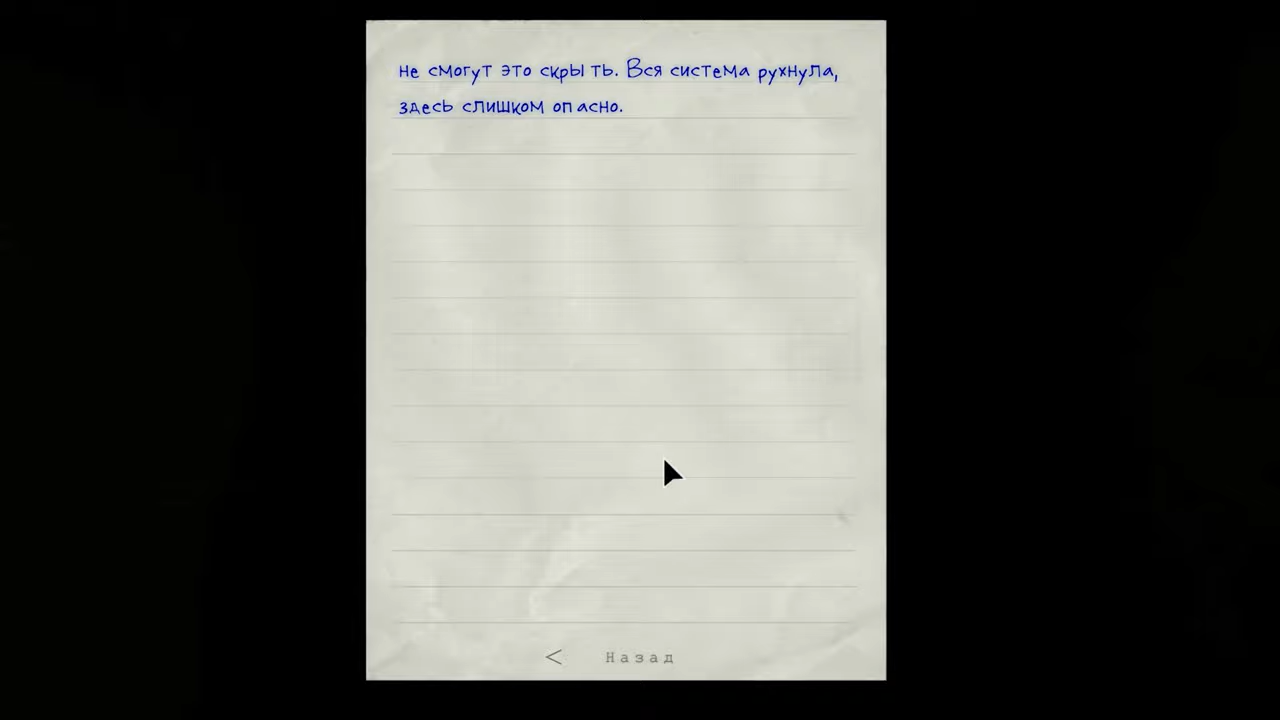 не смогут это скрыть. Вся система рухнула,
здесь слишком опасно.
< Назад